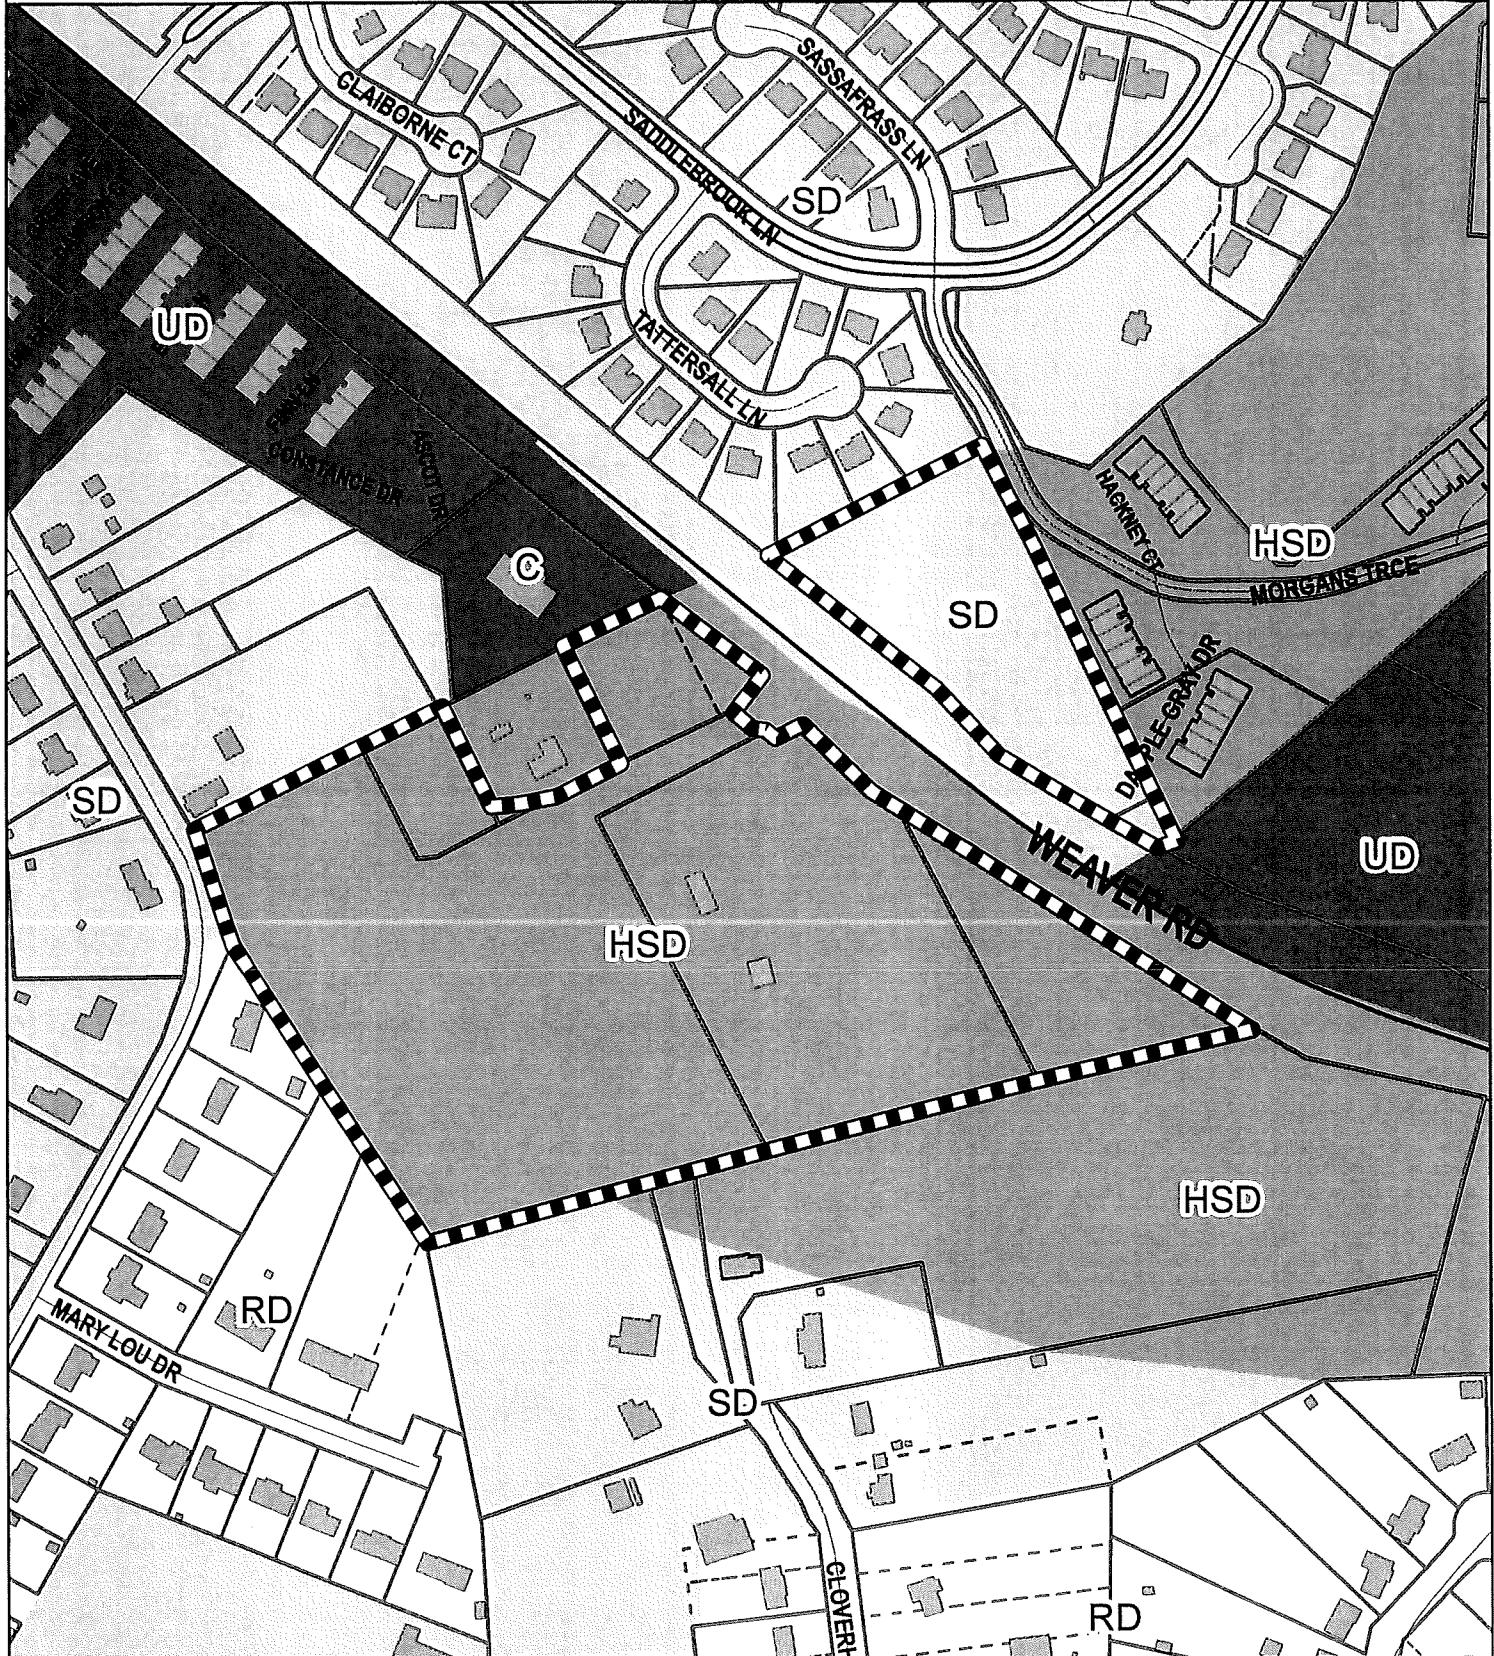 SASSAFRASS LN
CLAIBORNE CT
SADDLEBROOK LN
SD
UD
TATTERSALL LN
CONSTANCE DR
ASCOT DR
HACKNEY CT
HSD
C
MORGANS TRCE
SD
DAPPLE GRAY DR
SD
WEAVER RD
UD
HSD
HSD
RD
MARY LOU DR
SD
CLOVER
RD